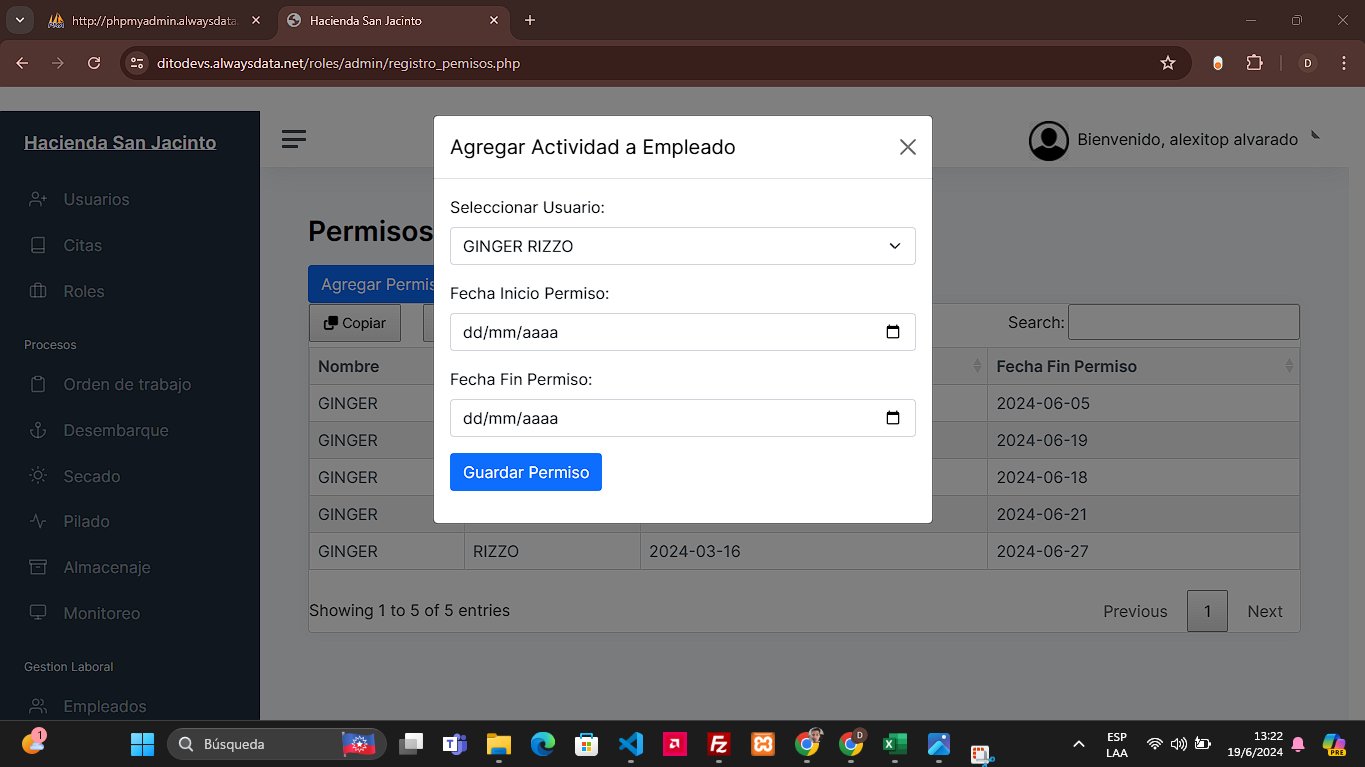 http://phpmyadmin.alwaysdata
Hacienda San Jacinto
ditodevs.alwaysdata.net/roles/admin/registro_pemisos.php
D
Hacienda San Jacinto
Bienvenido, alexitop alvarado
Agregar Actividad a Empleado
Usuarios
Citas
Roles
Procesos
Orden de trabajo
Desembarque
Secado
Pilado
Almacenaje
Monitoreo
Gestion Laboral
Empleados
Seleccionar Usuario:
GINGER RIZZO
Fecha Inicio Permiso:
dd/mm/aaaa
Fecha Fin Permiso:
dd/mm/aaaa
Guardar Permiso
Permisos
Agregar Permis
Copiar
Search:
Nombre Fecha Fin Permiso
GINGER 2024-06-05
GINGER 2024-06-19
GINGER 2024-06-18
GINGER 2024-06-21
GINGER RIZZO 2024-03-16 2024-06-27
Showing 1 to 5 of 5 entries
Previous 1 Next
1
Búsqueda
D
ESP
LAA
13:22
19/6/2024
PRE